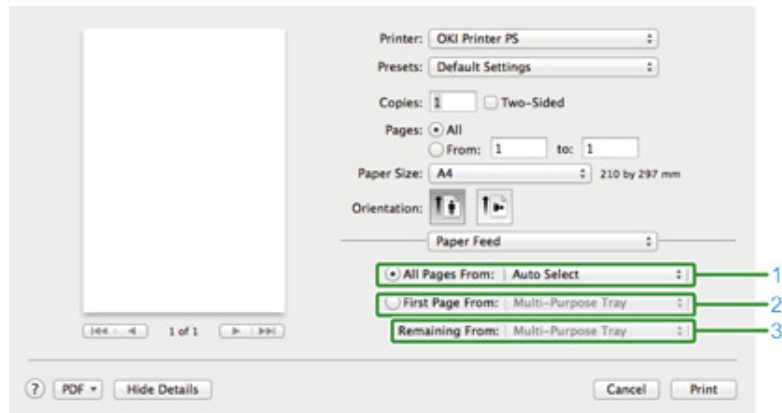 Printer: OKI Printer PS
Presets: Default Settings
Copies: 1 Two-Sided
Pages: All
From: 1 to: 1
Paper Size: A4 210 by 297 mm
Orientation:
Paper Feed
All Pages From: Auto Select 1
First Page From: Multi-Purpose Tray 2
Remaining From: Multi-Purpose Tray 3
1 of 1
? PDF Hide Details Cancel Print